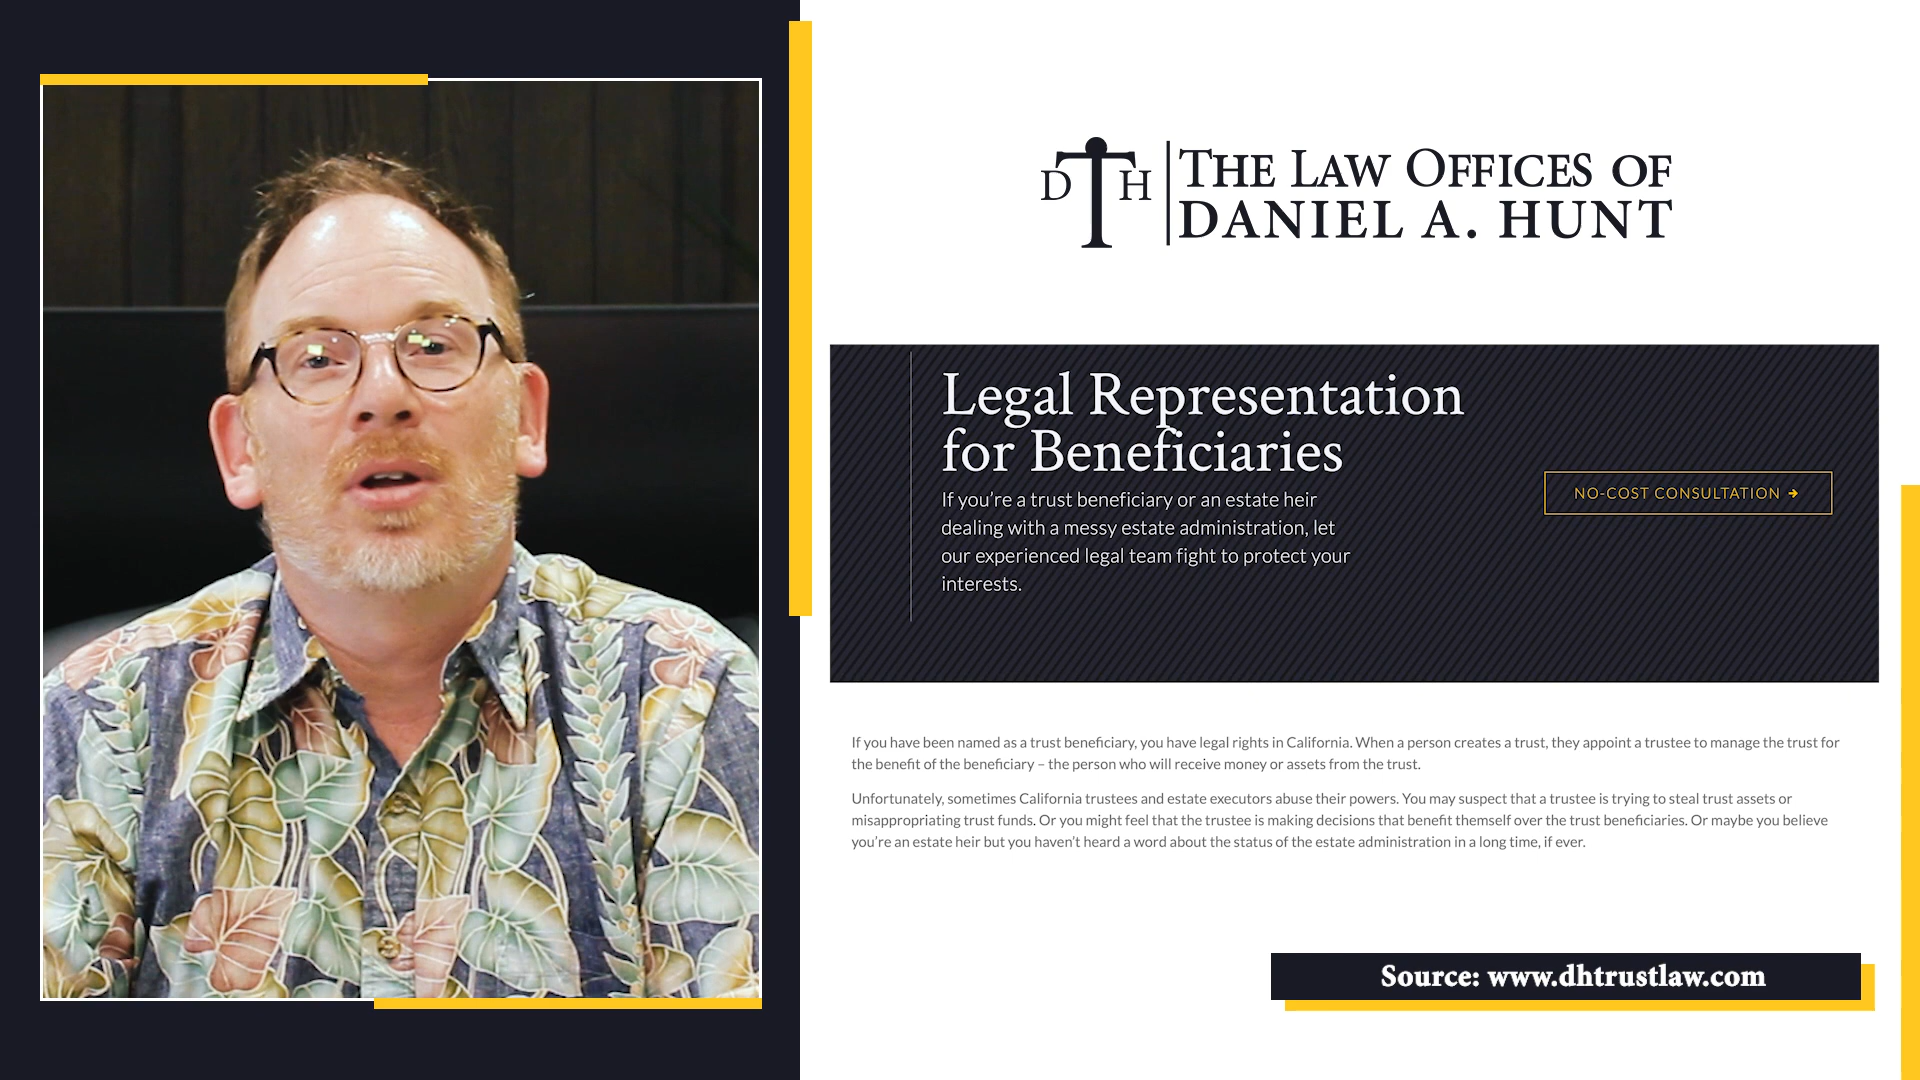 D H
THE LAW OFFICES OF
DANIEL A. HUNT
Legal Representation
for Beneficiaries
If you’re a trust beneficiary or an estate heir
dealing with a messy estate administration, let
our experienced legal team fight to protect your
interests.
NO-COST CONSULTATION →
If you have been named as a trust beneficiary, you have legal rights in California. When a person creates a trust, they appoint a trustee to manage the trust for
the benefit of the beneficiary – the person who will receive money or assets from the trust.
Unfortunately, sometimes California trustees and estate executors abuse their powers. You may suspect that a trustee is trying to steal trust assets or
misappropriating trust funds. Or you might feel that the trustee is making decisions that benefit themself over the trust beneficiaries. Or maybe you believe
you’re an estate heir but you haven’t heard a word about the status of the estate administration in a long time, if ever.
Source: www.dhtrustlaw.com